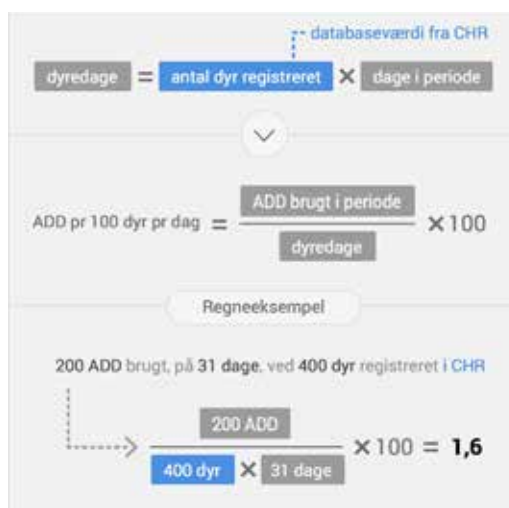 databaseværdi fra CHR
dyredage = antal dyr registreret × dage i periode
ADD brugt i periode
ADD pr 100 dyr pr dag = × 100
dyredage
Regneeksempel
200 ADD brugt, på 31 dage, ved 400 dyr registreret i CHR
200 ADD
× 100 = 1,6
400 dyr × 31 dage